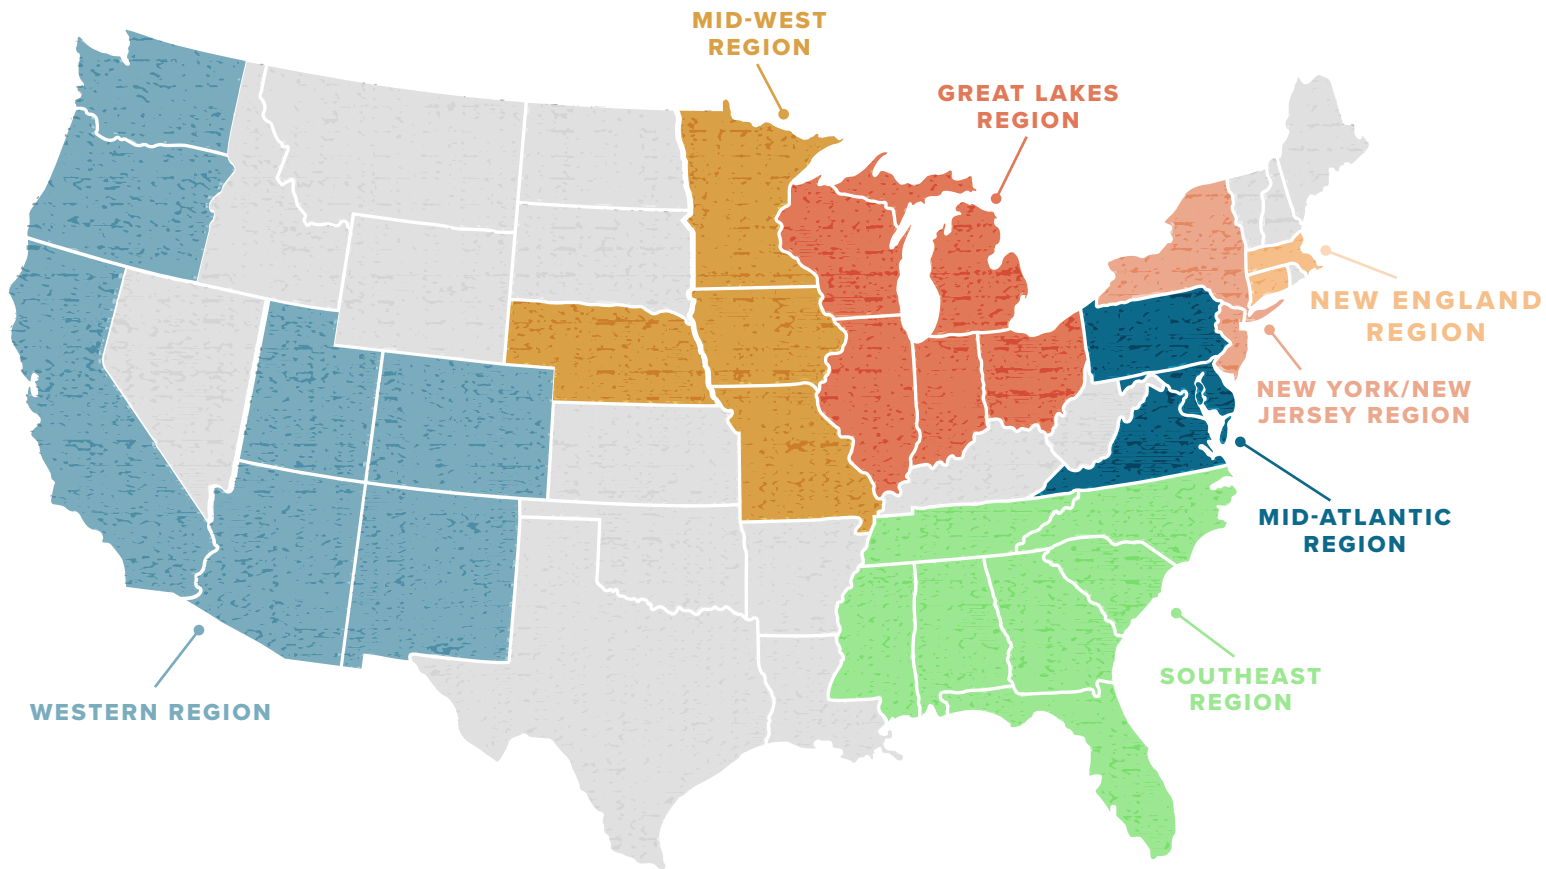 MID-WEST
REGION
GREAT LAKES
REGION
NEW ENGLAND
REGION
NEW YORK/NEW
JERSEY REGION
MID-ATLANTIC
REGION
SOUTHEAST
REGION
WESTERN REGION